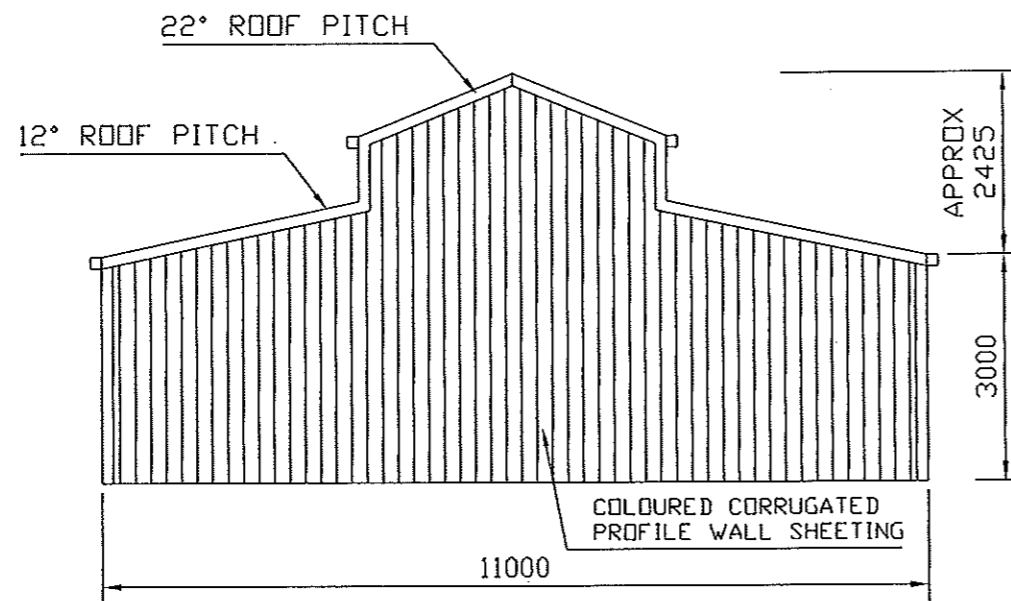 22° ROOF PITCH
12° ROOF PITCH
APPROX
2425
3000
COLOURED CORRUGATED
PROFILE WALL SHEETING
11000